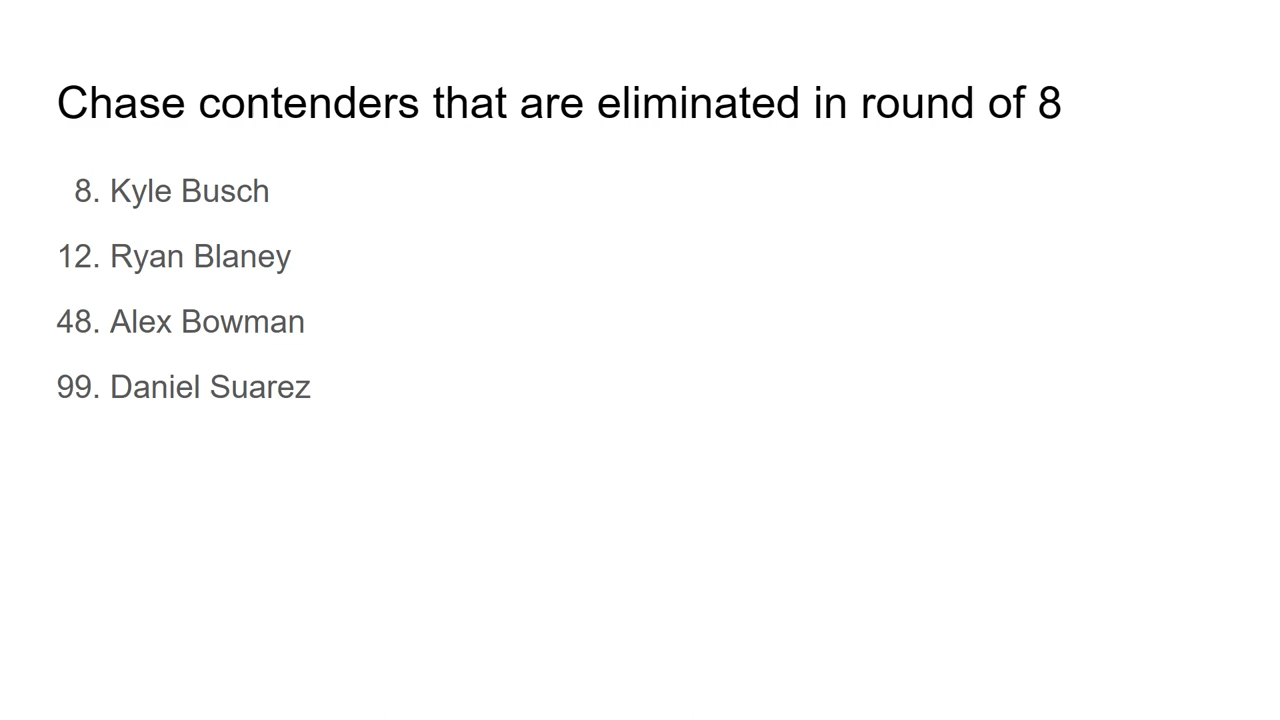 Chase contenders that are eliminated in round of 8
8. Kyle Busch
12. Ryan Blaney
48. Alex Bowman
99. Daniel Suarez